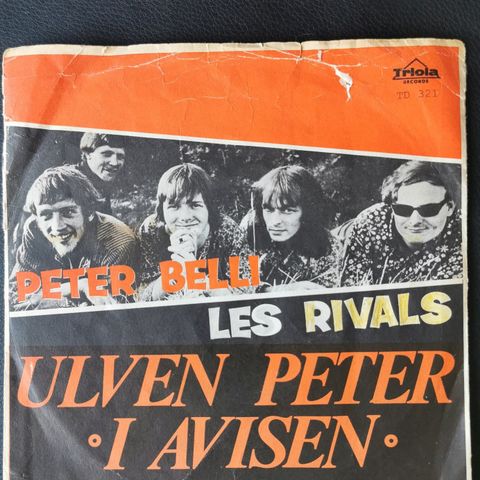 Triola
RECORDS
TD 321
PETER BELLI
LES RIVALS
ULVEN PETER
• I AVISEN •